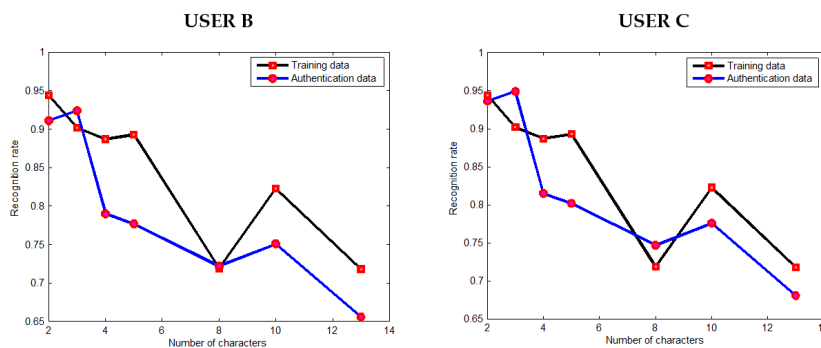 USER B
1
0.95
0.9
0.85
0.8
0.75
0.7
0.65
Recognition rate
Training data
Authentication data
2 4 6 8 10 12 14
Number of characters
USER C
1
0.95
0.9
0.85
0.8
0.75
0.7
0.65
Recognition rate
Training data
Authentication data
2 4 6 8 10 12
Number of characters